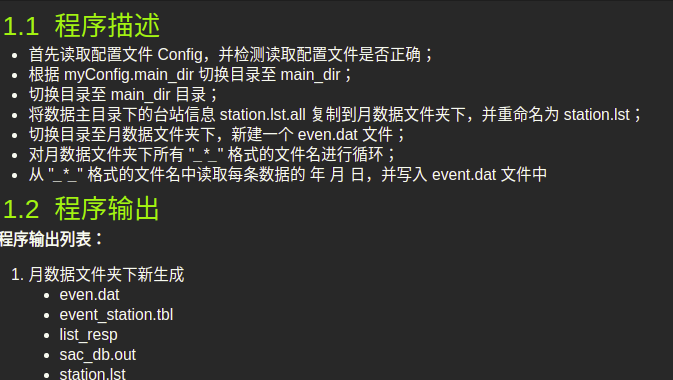 1.1 程序描述
首先读取配置文件 Config，并检测读取配置文件是否正确；
根据 myConfig.main_dir 切换目录至 main_dir；
切换目录至 main_dir 目录；
将数据主目录下的台站信息 station.lst.all 复制到月数据文件夹下，并重命名为 station.lst；
切换目录至月数据文件夹下，新建一个 even.dat 文件；
对月数据文件夹下所有 "_*_" 格式的文件名进行循环；
从 "_*_" 格式的文件名中读取每条数据的 年 月 日，并写入 event.dat 文件中
1.2 程序输出
程序输出列表：
1. 月数据文件夹下新生成
even.dat
event_station.tbl
list_resp
sac_db.out
station.lst